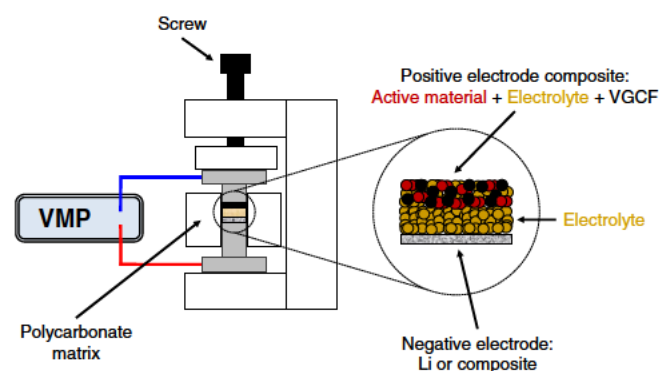 Screw
Positive electrode composite:
Active material + Electrolyte + VGCF
VMP
Electrolyte
Polycarbonate
matrix
Negative electrode:
Li or composite